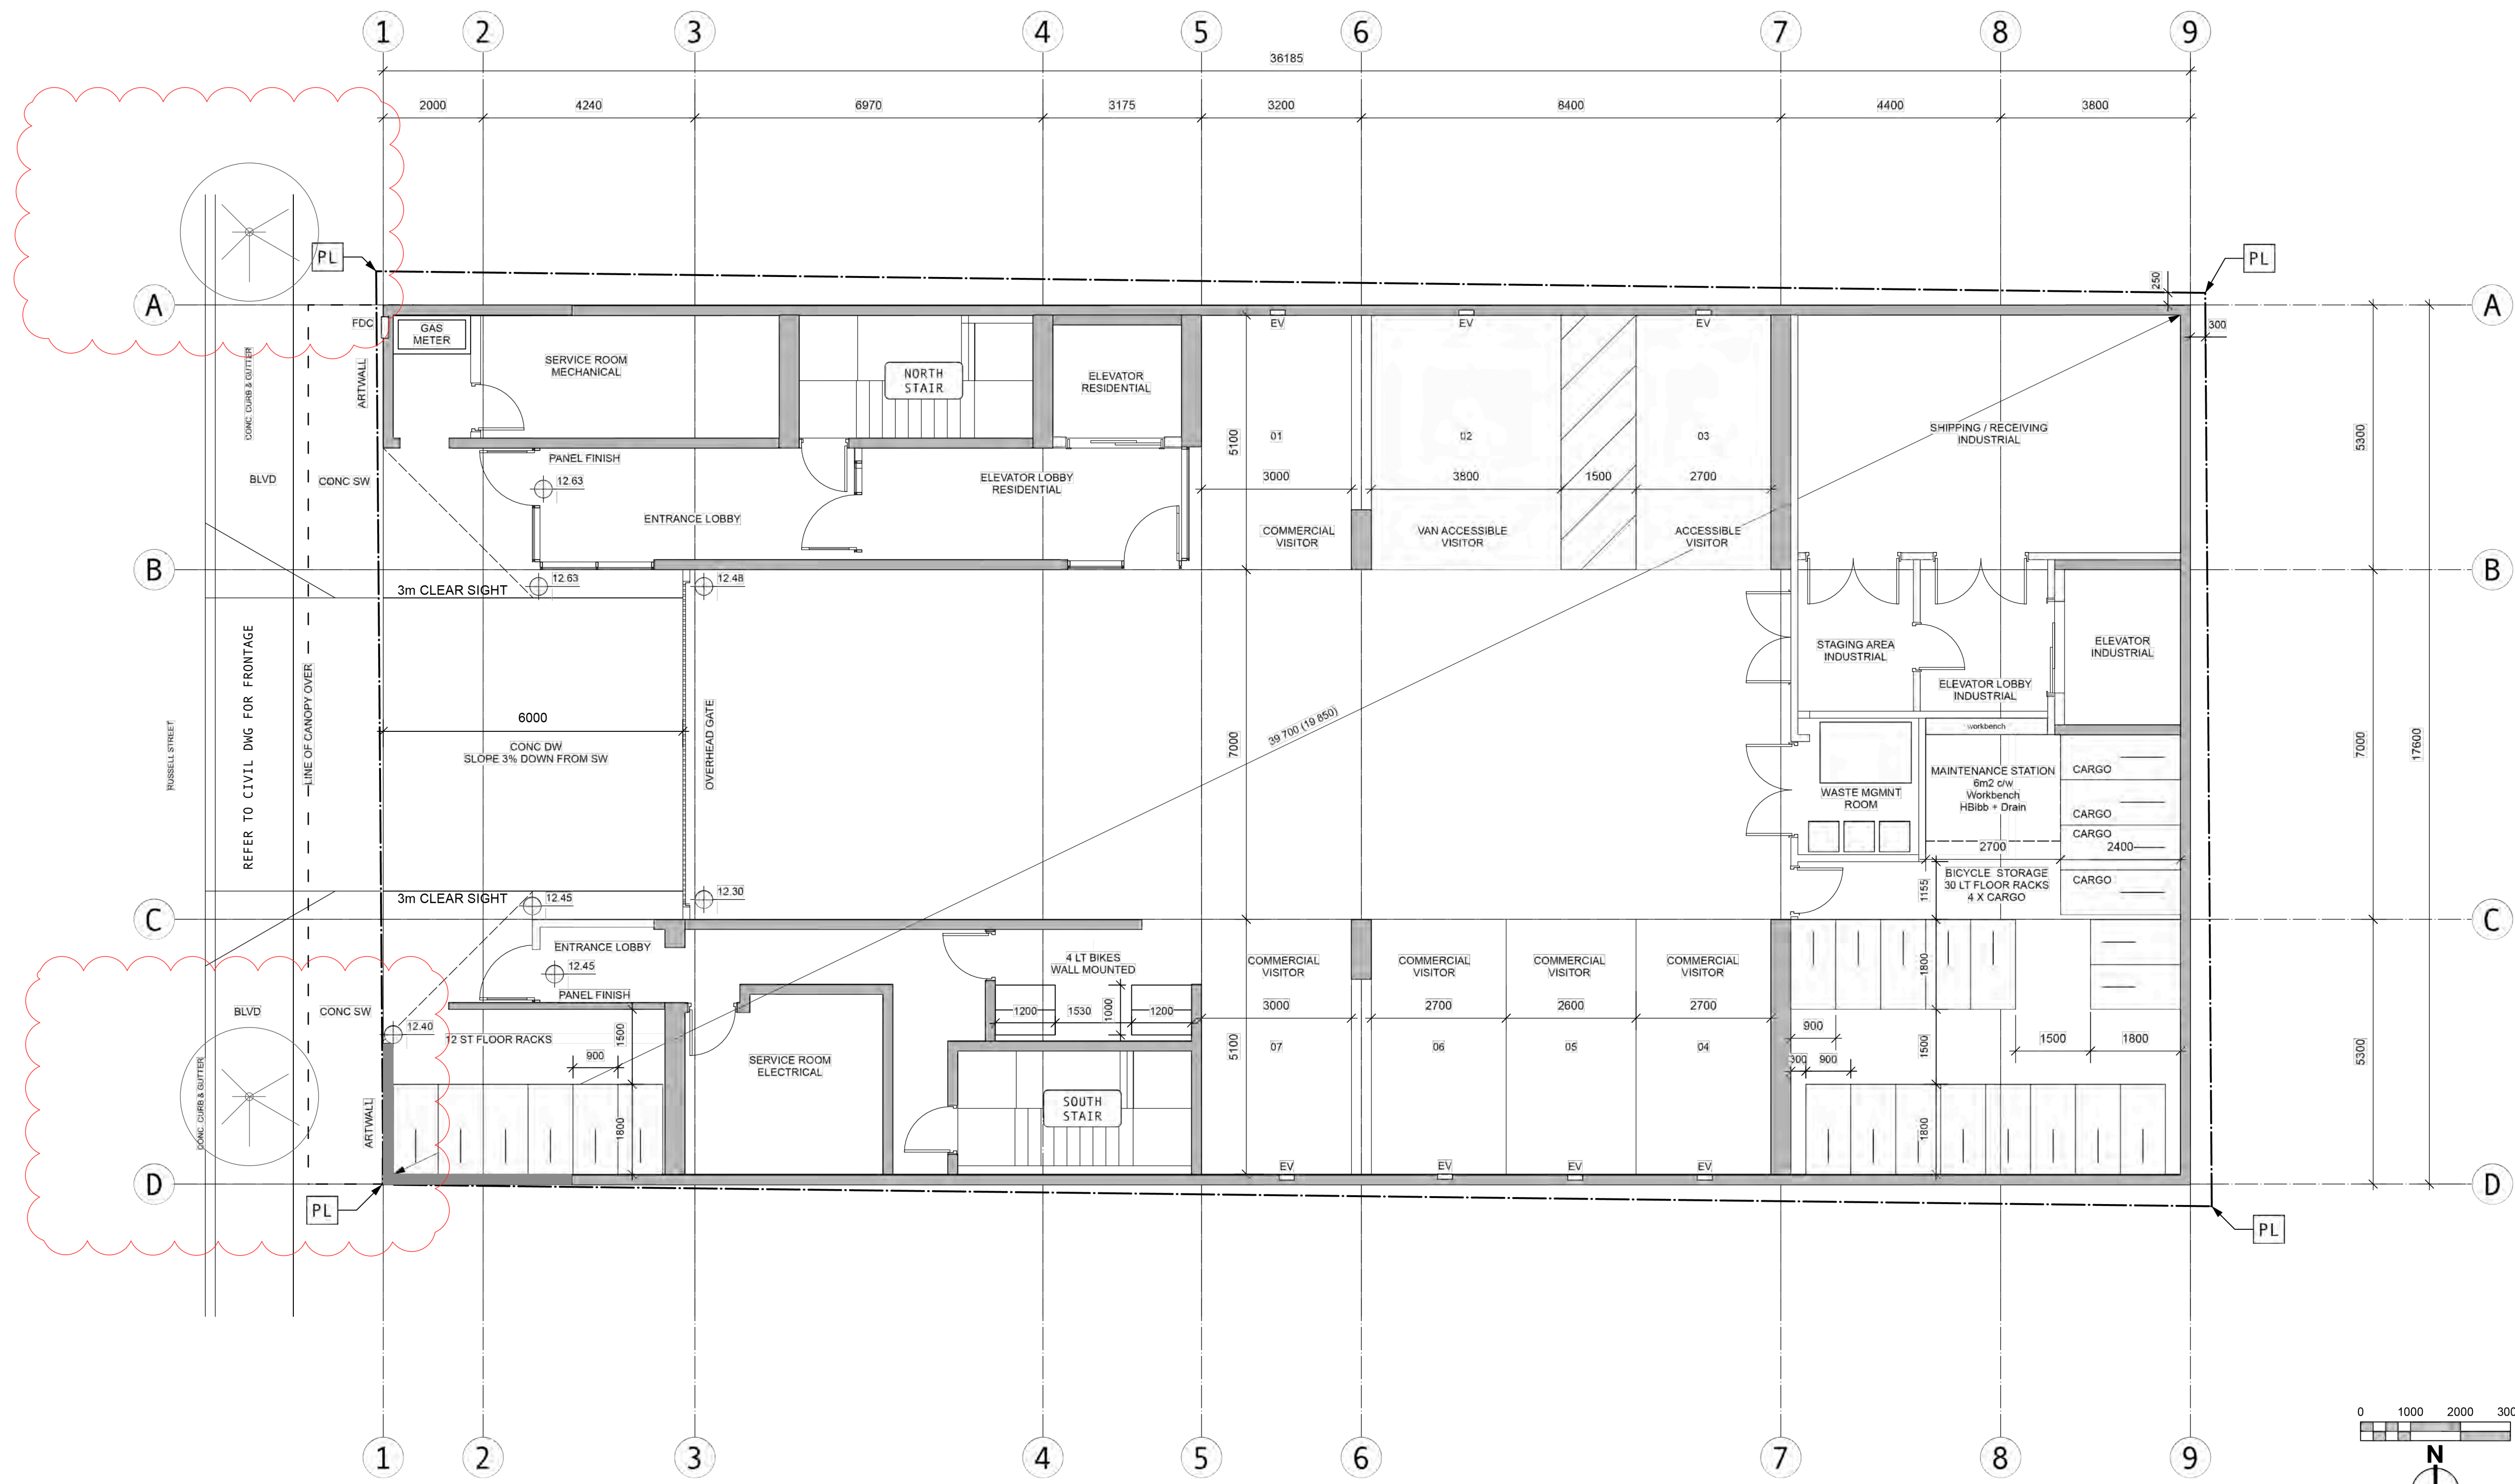 1 2 3 4 5 6 7 8 9
36185
2000 4240 6970 3175 3200 8400 4400 3800
PL
PL
250
A
A
300
FDC
GAS
METER
EV
EV
EV
SERVICE ROOM
MECHANICAL
NORTH
STAIR
ELEVATOR
RESIDENTIAL
CONC. CURB & GUTTER
ARTWALL
01
02
03
5100
SHIPPING / RECEIVING
INDUSTRIAL
5300
PANEL FINISH
BLVD
CONC SW
12.63
ELEVATOR LOBBY
RESIDENTIAL
3000
3800
1500
2700
ENTRANCE LOBBY
COMMERCIAL
VISITOR
VAN ACCESSIBLE
VISITOR
ACCESSIBLE
VISITOR
B
B
12.63
12.48
3m CLEAR SIGHT
STAGING AREA
INDUSTRIAL
ELEVATOR
INDUSTRIAL
ELEVATOR LOBBY
INDUSTRIAL
RUSSELL STREET
REFER TO CIVIL DWG FOR FRONTAGE
LINE OF CANOPY OVER
6000
CONC DW
SLOPE 3% DOWN FROM SW
OVERHEAD GATE
39 700 (19 850)
7000
workbench
7000
17600
MAINTENANCE STATION
6m2 c/w
Workbench
HBibb + Drain
CARGO
CARGO
CARGO
CARGO
WASTE MGMNT
ROOM
2700
2400
BICYCLE STORAGE
30 LT FLOOR RACKS
4 X CARGO
1155
3m CLEAR SIGHT
12.45
12.30
C
C
ENTRANCE LOBBY
12.45
PANEL FINISH
4 LT BIKES
WALL MOUNTED
COMMERCIAL
VISITOR
COMMERCIAL
VISITOR
COMMERCIAL
VISITOR
COMMERCIAL
VISITOR
1800
BLVD
CONC SW
1200
1530
1000
1200
3000
2700
2600
2700
12.40
12 ST FLOOR RACKS
1500
900
SERVICE ROOM
ELECTRICAL
5100
07
06
05
04
900
300
900
1500
1500
1800
5300
CONC. CURB & GUTTER
ARTWALL
1800
SOUTH
STAIR
1800
EV
EV
EV
EV
D
D
PL
PL
0 1000 2000 300
N
1 2 3 4 5 6 7 8 9